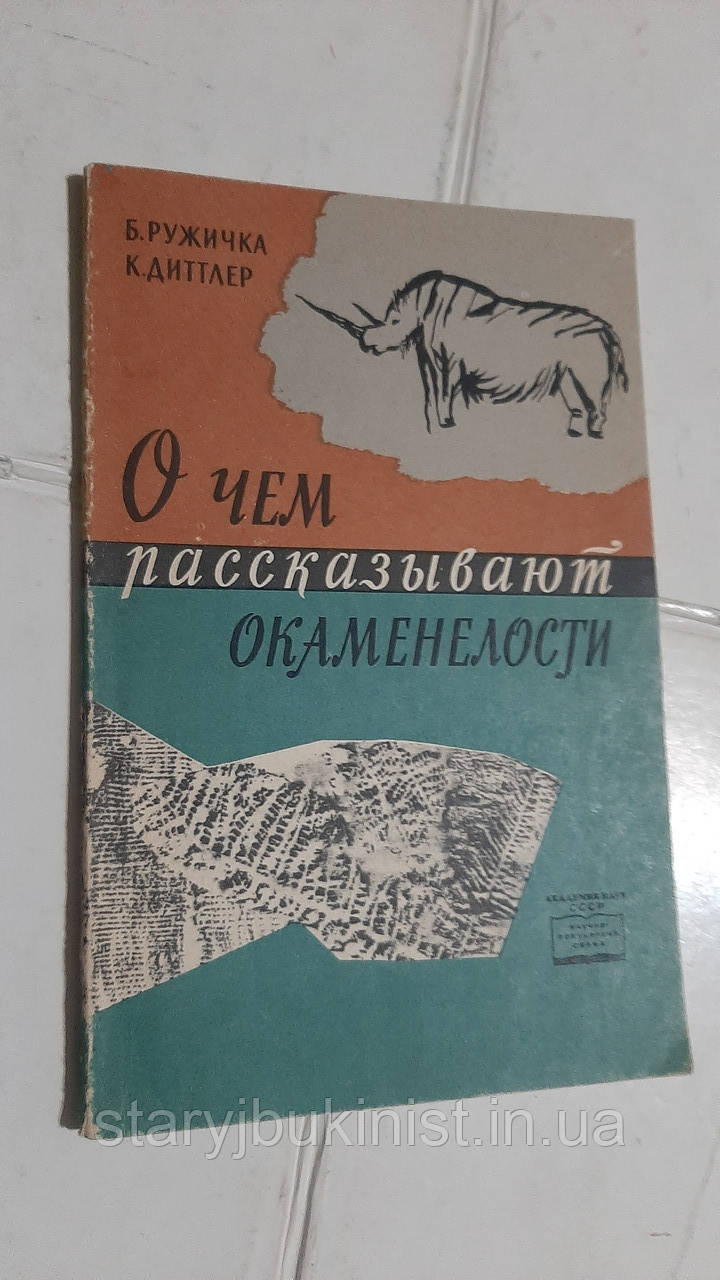 Б. РУЖИЧКА
К. ДИТТЛЕР
О ЧЕМ
рассказывают
ОКАМЕНЕЛОСТИ
АКАДЕМИЯ НАУК
СССР
НАУЧНО-
ПОПУЛЯРНАЯ
СЕРИЯ
staryjbukinist.in.ua